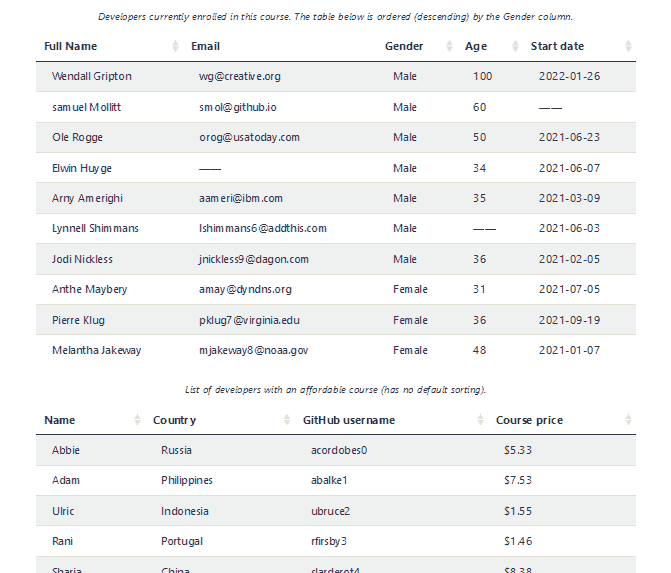 Developers currently enrolled in this course. The table below is ordered (descending) by the Gender column.
Full Name Email Gender Age Start date
Wendall Gripton wg@creative.org Male 100 2022-01-26
samuel Mollitt smol@github.io Male 60 ——
Ole Rogge orog@usatoday.com Male 50 2021-06-23
Elwin Huyge —— Male 34 2021-06-07
Arny Amerighi aameri@ibm.com Male 35 2021-03-09
Lynnell Shimmans lshimmans6@addthis.com Male —— 2021-06-03
Jodi Nickless jnickless9@dagon.com Male 36 2021-02-05
Anthe Maybery amay@dyndns.org Female 31 2021-07-05
Pierre Klug pklug7@virginia.edu Female 36 2021-09-19
Melantha Jakeway mjakeway8@noaa.gov Female 48 2021-01-07
List of developers with an affordable course (has no default sorting).
Name Country GitHub username Course price
Abbie Russia acordobes0 $5.33
Adam Philippines abalke1 $7.53
Ulric Indonesia ubruce2 $1.55
Rani Portugal rfirsby3 $1.46
China $8.38